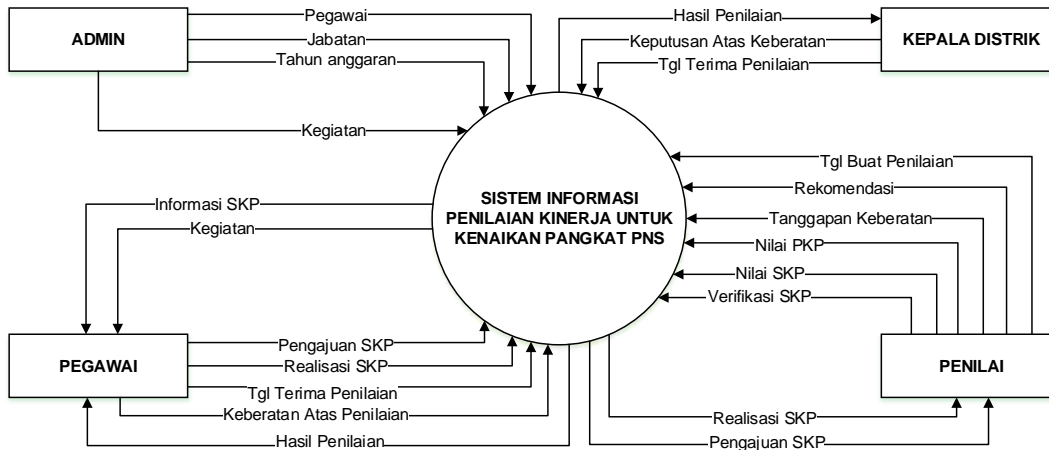 ADMIN
Pegawai
Jabatan
Tahun anggaran
Kegiatan
Hasil Penilaian
Keputusan Atas Keberatan
Tgl Terima Penilaian
KEPALA DISTRIK
SISTEM INFORMASI
PENILAIAN KINERJA UNTUK
KENAIKAN PANGKAT PNS
Informasi SKP
Kegiatan
Tgl Buat Penilaian
Rekomendasi
Tanggapan Keberatan
Nilai PKP
Nilai SKP
Verifikasi SKP
PEGAWAI
Pengajuan SKP
Realisasi SKP
Tgl Terima Penilaian
Keberatan Atas Penilaian
Hasil Penilaian
PENILAI
Realisasi SKP
Pengajuan SKP